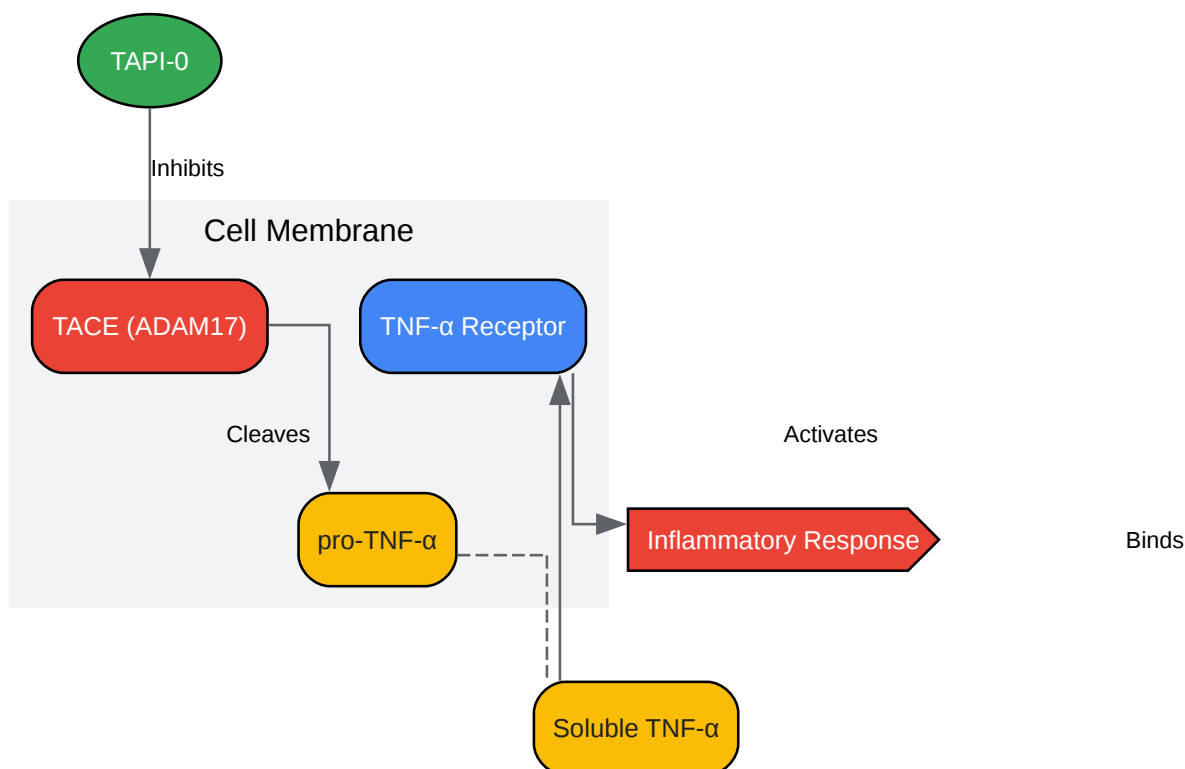 TAPI-0
Inhibits
Cell Membrane
TACE (ADAM17)
TNF-α Receptor
Cleaves
Activates
pro-TNF-α
Inflammatory Response
Binds
Soluble TNF-α